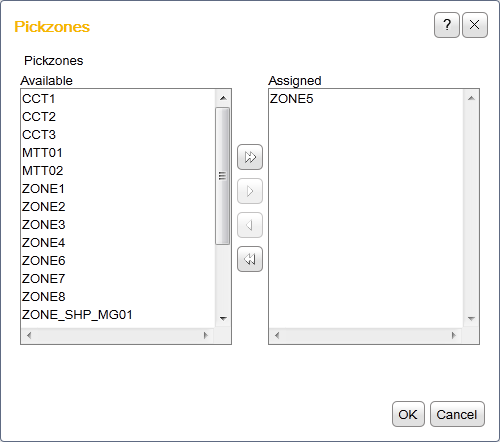 Pickzones
?
Pickzones
Available
Assigned
CCT1
CCT2
CCT3
MTT01
MTT02
ZONE1
ZONE2
ZONE3
ZONE4
ZONE6
ZONE7
ZONE8
ZONE_SHP_MG01
ZONE5
OK
Cancel